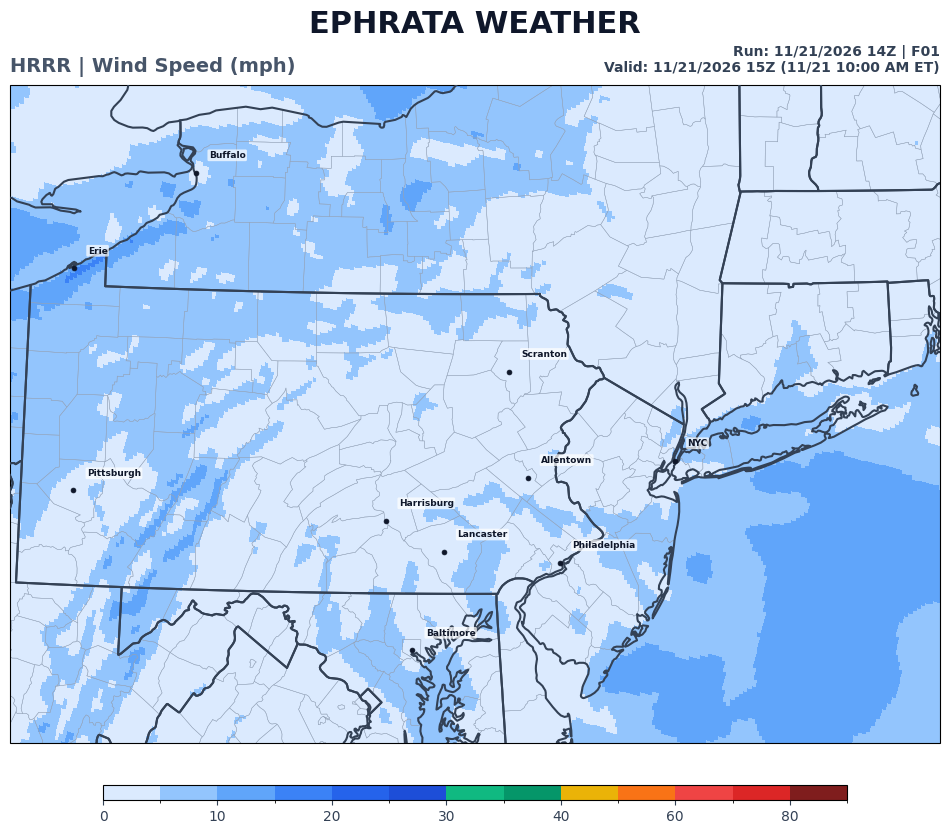 EPHRATA WEATHER
HRRR | Wind Speed (mph)
Run: 11/21/2026 14Z | F01
Valid: 11/21/2026 15Z (11/21 10:00 AM ET)
Buffalo
Erie
Scranton
NYC
Allentown
Pittsburgh
Harrisburg
Lancaster
Philadelphia
Baltimore
0 10 20 30 40 50 60 70 80